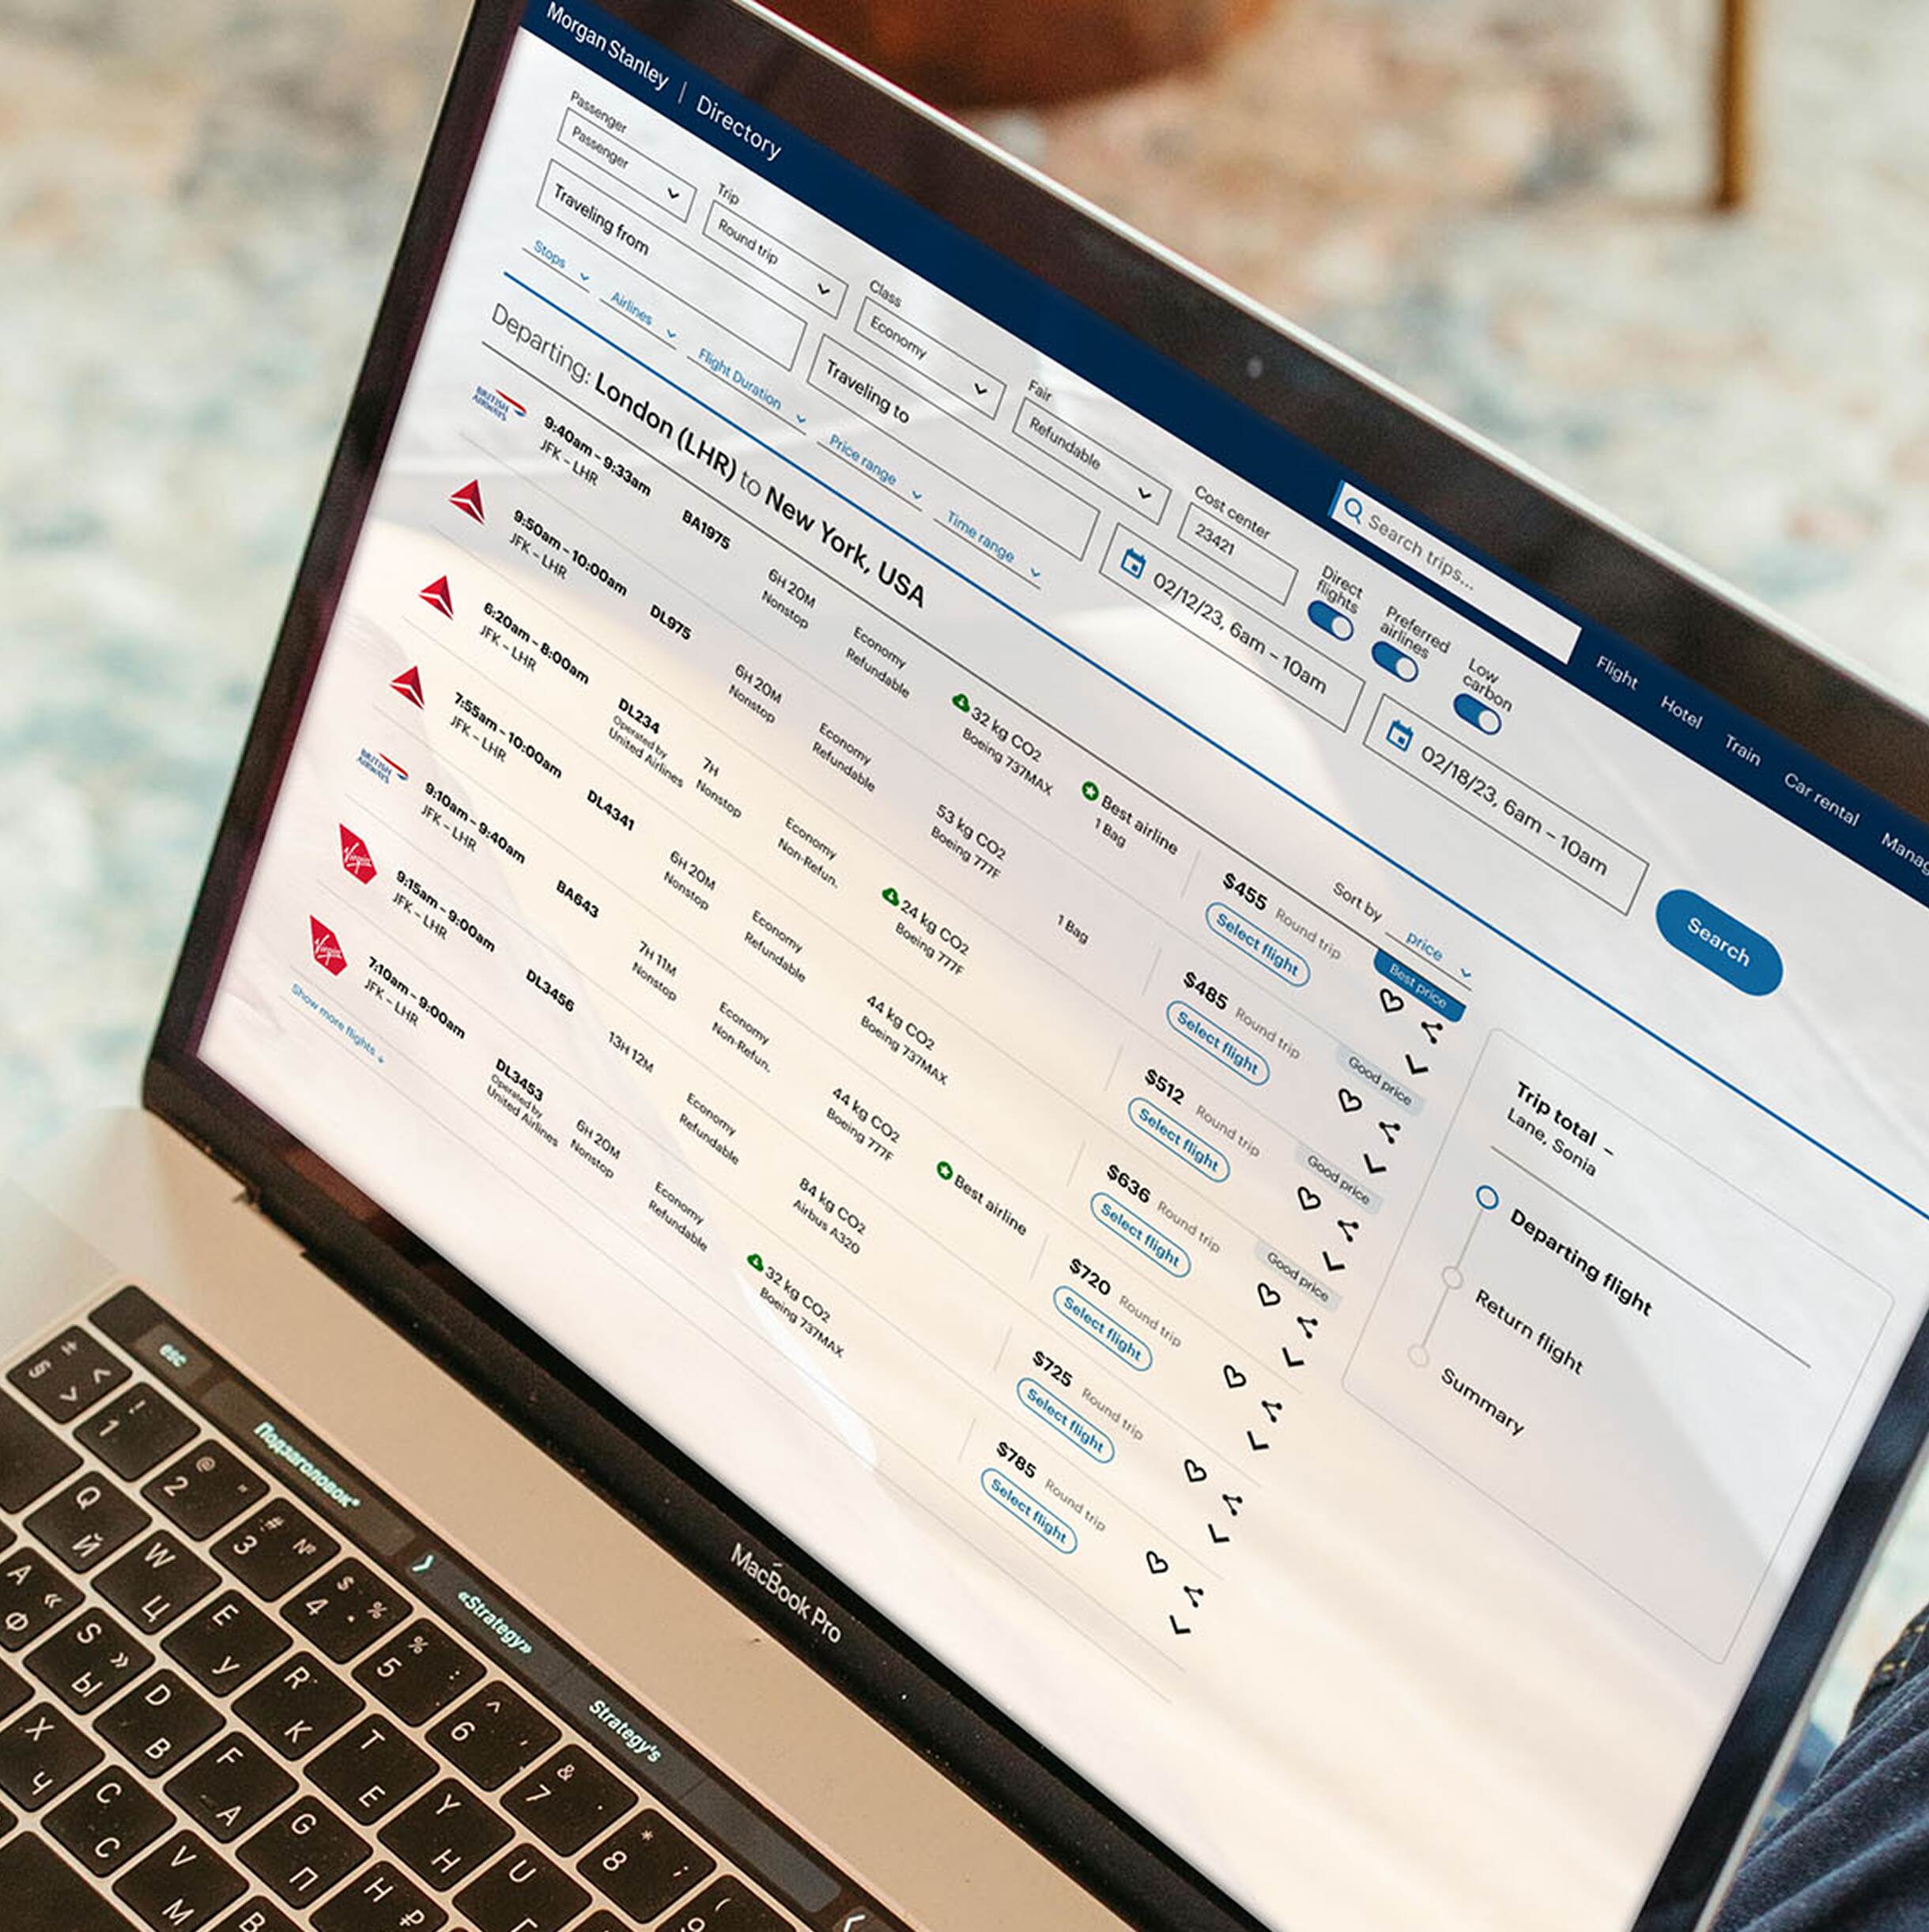 Morgan Stanley | Directory
Search trips...
Flight
Hotel
Train
Car rental
Manag
Passenger
Passenger
Trip
Round trip
Class
Economy
Fair
Refundable
Cost center
23421
Direct flights
Preferred airlines
Low carbon
Traveling from
Traveling to
02/12/23, 6am – 10am
02/18/23, 6am – 10am
Search
Stops
Airlines
Flight Duration
Price range
Time range
Departing: London (LHR) to New York, USA
Sort by price
BRITISH AIRWAYS
9:40am – 9:33am
JFK – LHR
BA1975
6H 20M
Nonstop
Economy
Refundable
32 kg CO2
Boeing 737MAX
Best airline
1 Bag
$455 Round trip
Select flight
Best price
9:50am – 10:00am
JFK – LHR
DL975
6H 20M
Nonstop
Economy
Refundable
53 kg CO2
Boeing 777F
1 Bag
$485 Round trip
Select flight
Good price
6:20am – 8:00am
JFK – LHR
DL234
Operated by
United Airlines
7H
Nonstop
Economy
Non-Refun.
24 kg CO2
Boeing 777F
$512 Round trip
Select flight
Good price
7:55am – 10:00am
JFK – LHR
DL4341
6H 20M
Nonstop
Economy
Refundable
44 kg CO2
Boeing 737MAX
$636 Round trip
Select flight
Good price
BRITISH AIRWAYS
9:10am – 9:40am
JFK – LHR
BA643
7H 11M
Nonstop
Economy
Non-Refun.
44 kg CO2
Boeing 777F
Best airline
$720 Round trip
Select flight
Virgin
9:15am – 9:00am
JFK – LHR
DL3456
13H 12M
Economy
Refundable
84 kg CO2
Airbus A320
$725 Round trip
Select flight
Virgin
7:10am – 9:00am
JFK – LHR
DL3453
Operated by
United Airlines
6H 20M
Nonstop
Economy
Refundable
32 kg CO2
Boeing 737MAX
$785 Round trip
Select flight
Show more flights
Trip total –
Lane, Sonia
Departing flight
Return flight
Summary
MacBook Pro
esc
Подзаголовок"
«Strategy»
Strategy's
§ ± > <
1 !
2 @ "
3 # №
4 $ %
5 % :
6 ^ ,
7 & .
8 * ;
9 (
Q Й
W Ц
E У
R К
T Е
Y Н
U Г
A « Ф
S » Ы
D В
F А
G П
H Р ₽
X Ч
C С
V М
B